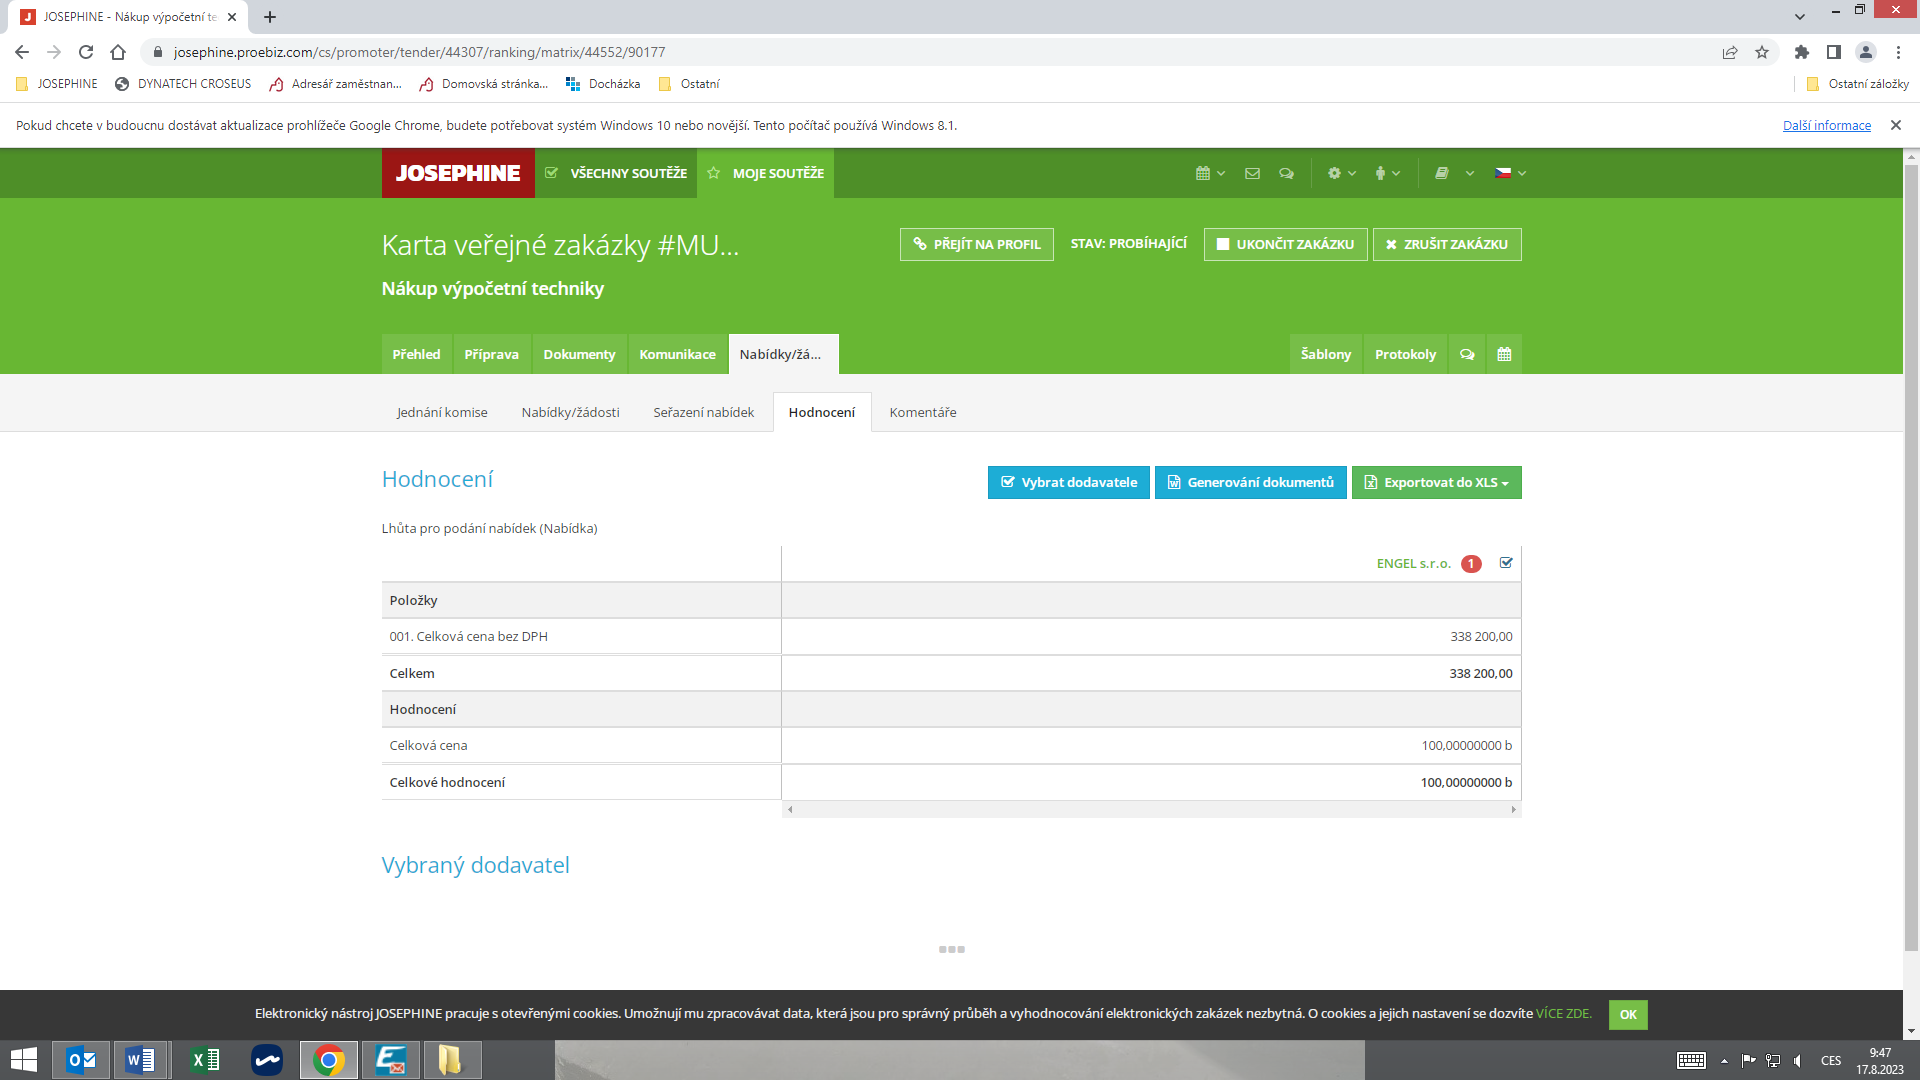 JOSEPHINE - Nákup výpočetní te
josephine.proebiz.com/cs/promoter/tender/44307/ranking/matrix/44552/90177
JOSEPHINE DYNATECH CROSEUS Adresář zaměstnan... Domovská stránka... Docházka Ostatní Ostatní záložky
Pokud chcete v budoucnu dostávat aktualizace prohlížeče Google Chrome, budete potřebovat systém Windows 10 nebo novější. Tento počítač používá Windows 8.1. Další informace
JOSEPHINE VŠECHNY SOUTĚŽE MOJE SOUTĚŽE
Karta veřejné zakázky #MU... PŘEJÍT NA PROFIL STAV: PROBÍHAJÍCÍ UKONČIT ZAKÁZKU ZRUŠIT ZAKÁZKU
Nákup výpočetní techniky
Přehled Příprava Dokumenty Komunikace Nabídky/žá... Šablony Protokoly
Jednání komise Nabídky/žádosti Seřazení nabídek Hodnocení Komentáře
Hodnocení Vybrat dodavatele Generování dokumentů Exportovat do XLS
Lhůta pro podání nabídek (Nabídka)
ENGEL s.r.o. 1
Položky
001. Celková cena bez DPH 338 200,00
Celkem 338 200,00
Hodnocení
Celková cena 100,00000000 b
Celkové hodnocení 100,00000000 b
Vybraný dodavatel
Elektronický nástroj JOSEPHINE pracuje s otevřenými cookies. Umožnují mu zpracovávat data, která jsou pro správný průběh a vyhodnocování elektronických zakázek nezbytná. O cookies a jejich nastavení se dozvíte VÍCE ZDE. OK
CES 9:47
17.8.2023